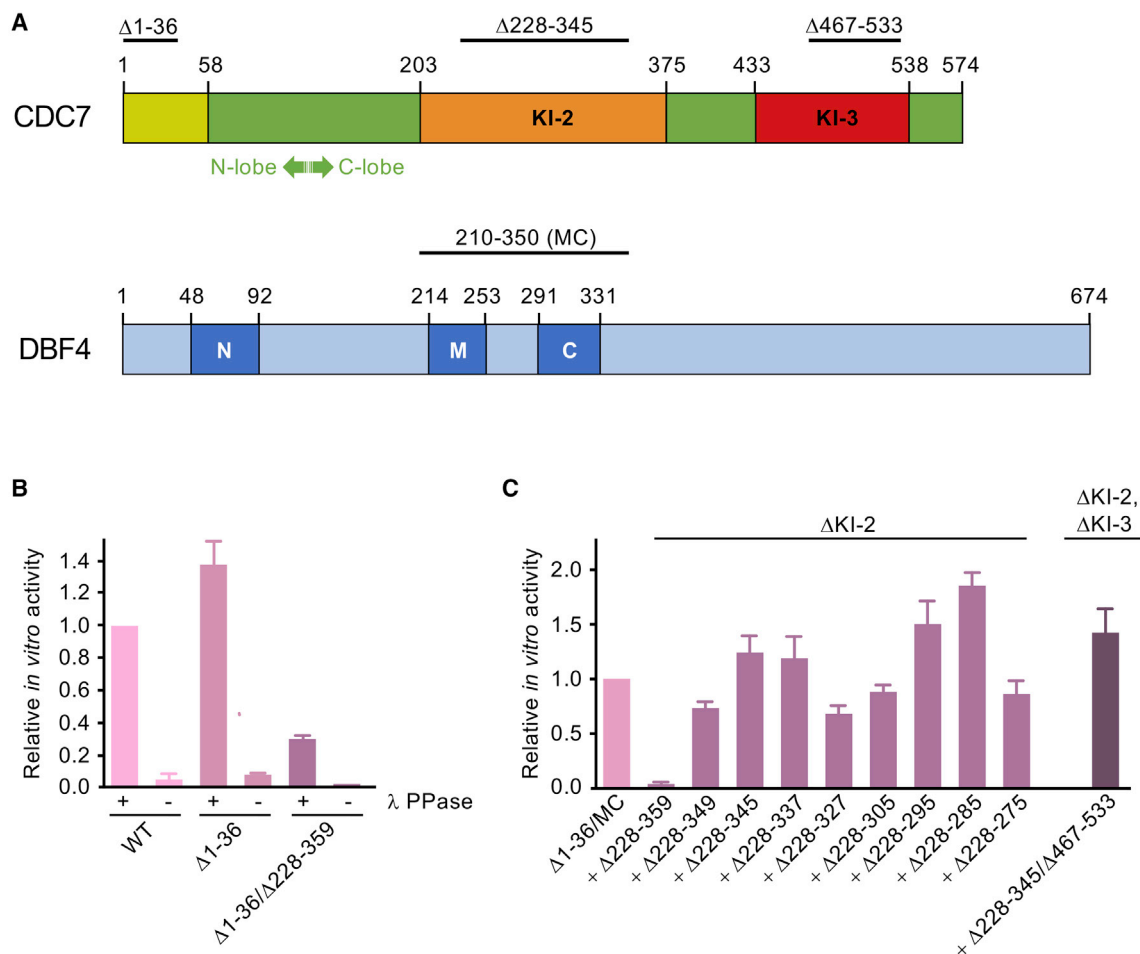 A
Δ1-36 Δ228-345 Δ467-533
1 58 203 375 433 538 574
CDC7 KI-2 KI-3
N-lobe C-lobe
210-350 (MC)
1 48 92 214 253 291 331 674
DBF4 N M C
B
Relative in vitro activity
1.4
1.2
1.0
0.8
0.6
0.4
0.2
0.0
+ - + - + - λ PPase
WT
Δ1-36
Δ1-36/Δ228-359
C
ΔKI-2
ΔKI-2,
ΔKI-3
Relative in vitro activity
2.0
1.5
1.0
0.5
0.0
Δ1-36/MC
+ Δ228-359
+ Δ228-349
+ Δ228-345
+ Δ228-337
+ Δ228-327
+ Δ228-305
+ Δ228-295
+ Δ228-285
+ Δ228-275
+ Δ228-345/Δ467-533